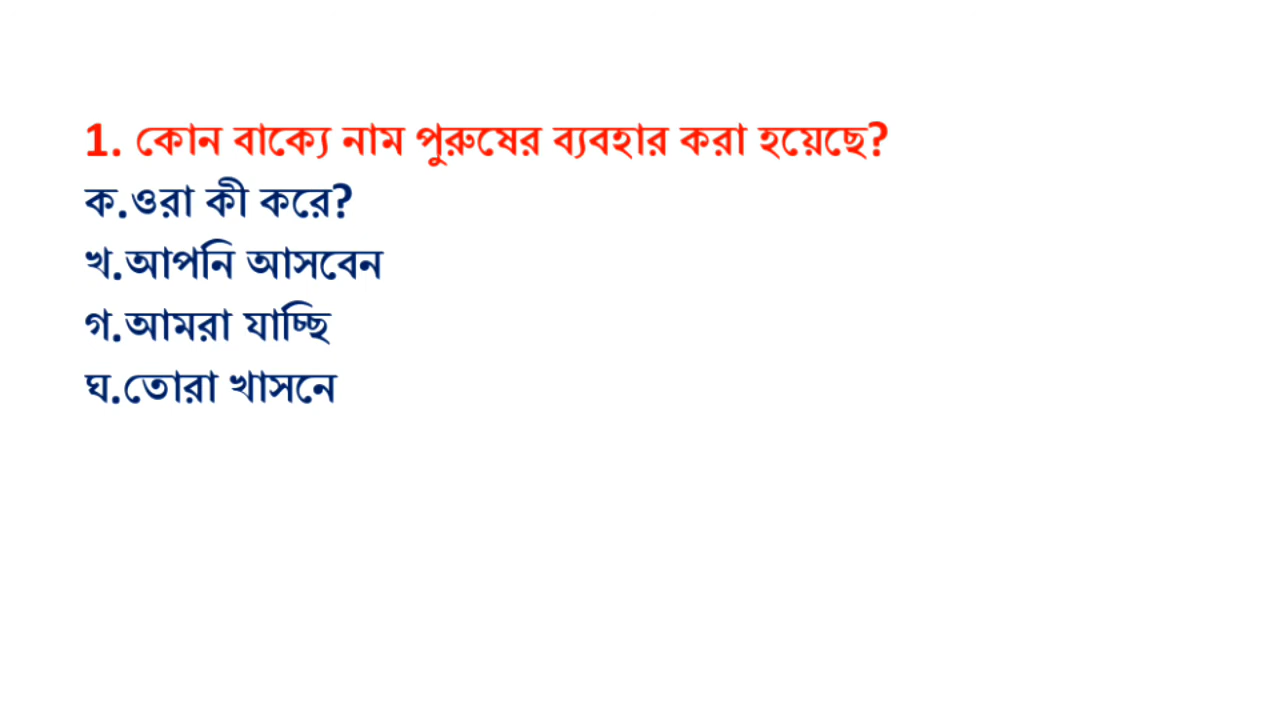 1. কোন বাক্যে নাম পুরুষের ব্যবহার করা হয়েছে?
ক.ওরা কী করে?
খ.আপনি আসবেন
গ.আমরা যাচ্ছি
ঘ.তোরা খাসনে